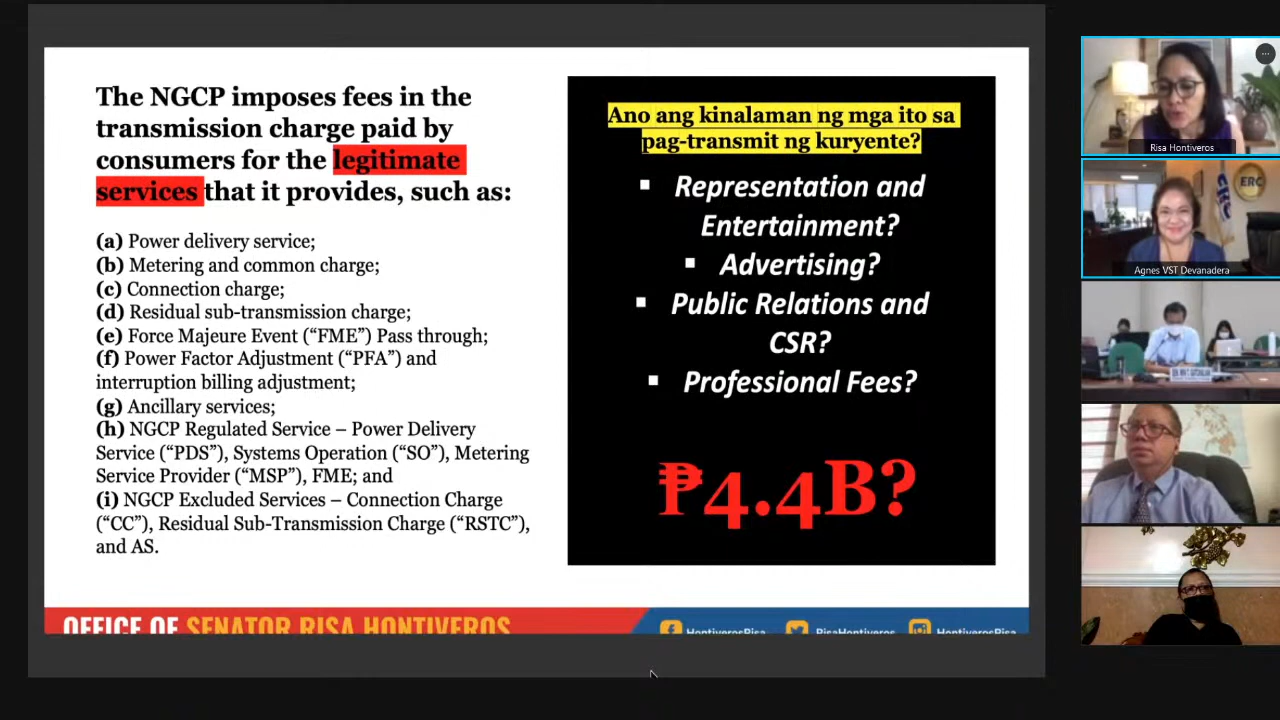 The NGCP imposes fees in the
transmission charge paid by
consumers for the legitimate
services that it provides, such as:
(a) Power delivery service;
(b) Metering and common charge;
(c) Connection charge;
(d) Residual sub-transmission charge;
(e) Force Majeure Event (“FME”) Pass through;
(f) Power Factor Adjustment (“PFA”) and
interruption billing adjustment;
(g) Ancillary services;
(h) NGCP Regulated Service – Power Delivery
Service (“PDS”), Systems Operation (“SO”), Metering
Service Provider (“MSP”), FME; and
(i) NGCP Excluded Services – Connection Charge
(“CC”), Residual Sub-Transmission Charge (“RSTC”),
and AS.
Ano ang kinalaman ng mga ito sa
pag-transmit ng kuryente?
▪ Representation and
Entertainment?
▪ Advertising?
▪ Public Relations and
CSR?
▪ Professional Fees?
₱4.4B?
OFFICE OF SENATOR RISA HONTIVEROS
HontiverosRisa
RisaHontiveros
HontiverosRisa
Risa Hontiveros
ERC
Agnes VST Devanadera